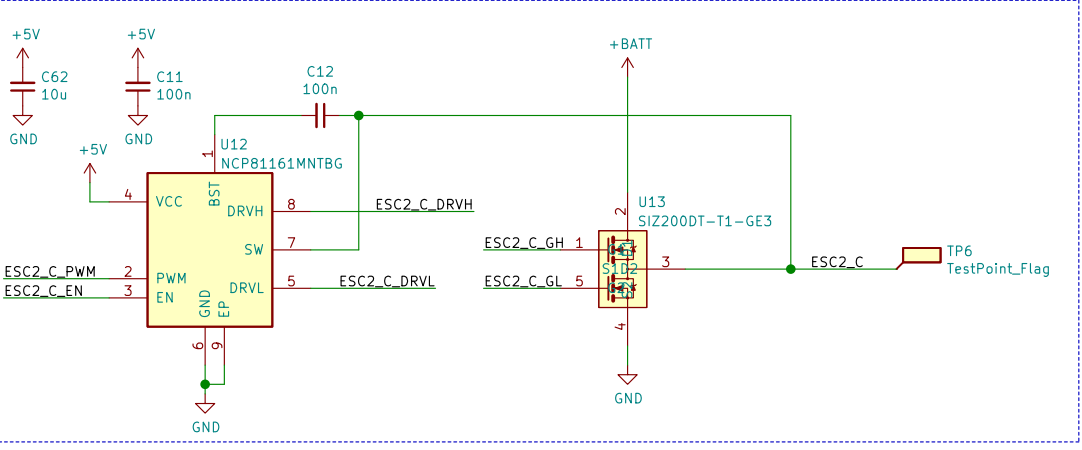 +5V
+5V
+BATT
C62
10u
C11
100n
C12
100n
GND
GND
+5V
U12
NCP81161MNTBG
1
BST
4
VCC
DRVH
8
ESC2_C_DRVH
SW
7
ESC2_C_PWM
2
PWM
ESC2_C_EN
3
EN
DRVL
5
ESC2_C_DRVL
GND
EP
6
9
GND
U13
SIZ200DT-T1-GE3
2
ESC2_C_GH
1
S1D2
3
ESC2_C_GL
5
4
GND
ESC2_C
TP6
TestPoint_Flag